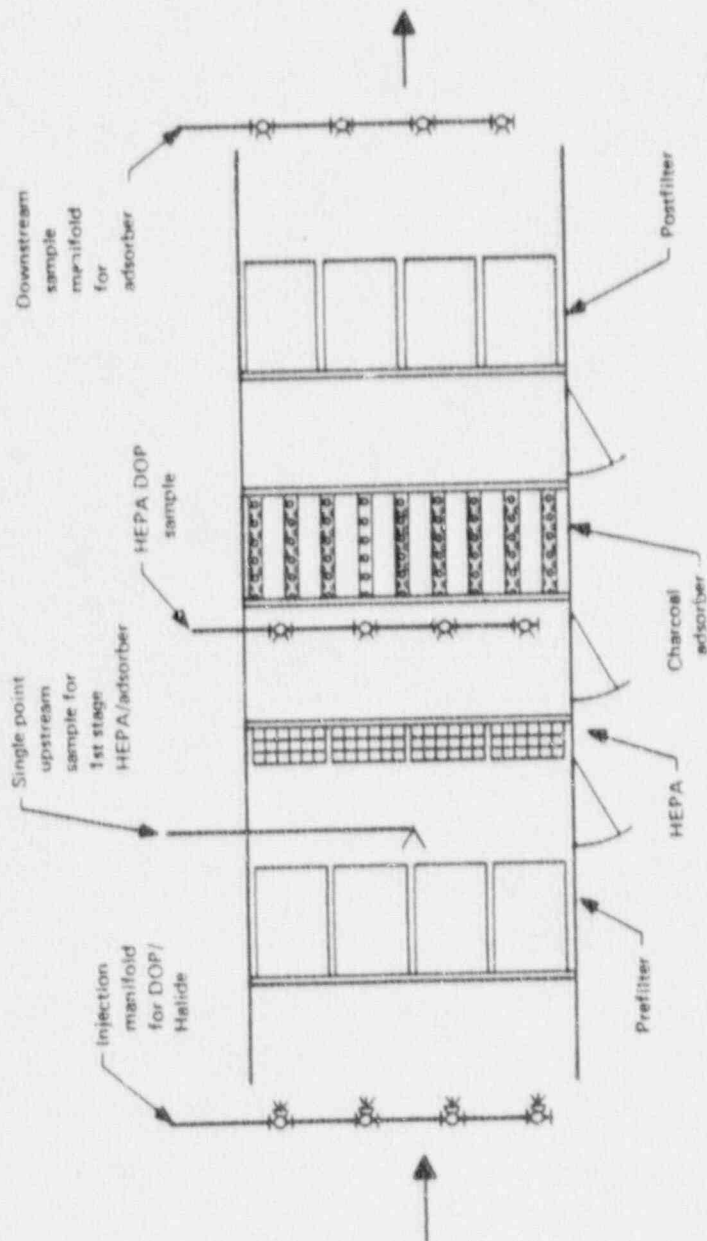 Injection
manifold
for DOP/
Halide
Single point
upstream
sample for
1st stage
HEPA/adsorber
HEPA DOP
sample
Downstream
sample
manifold
for
adsorber
Prefilter
HEPA
Charcoal
adsorber
Postfilter